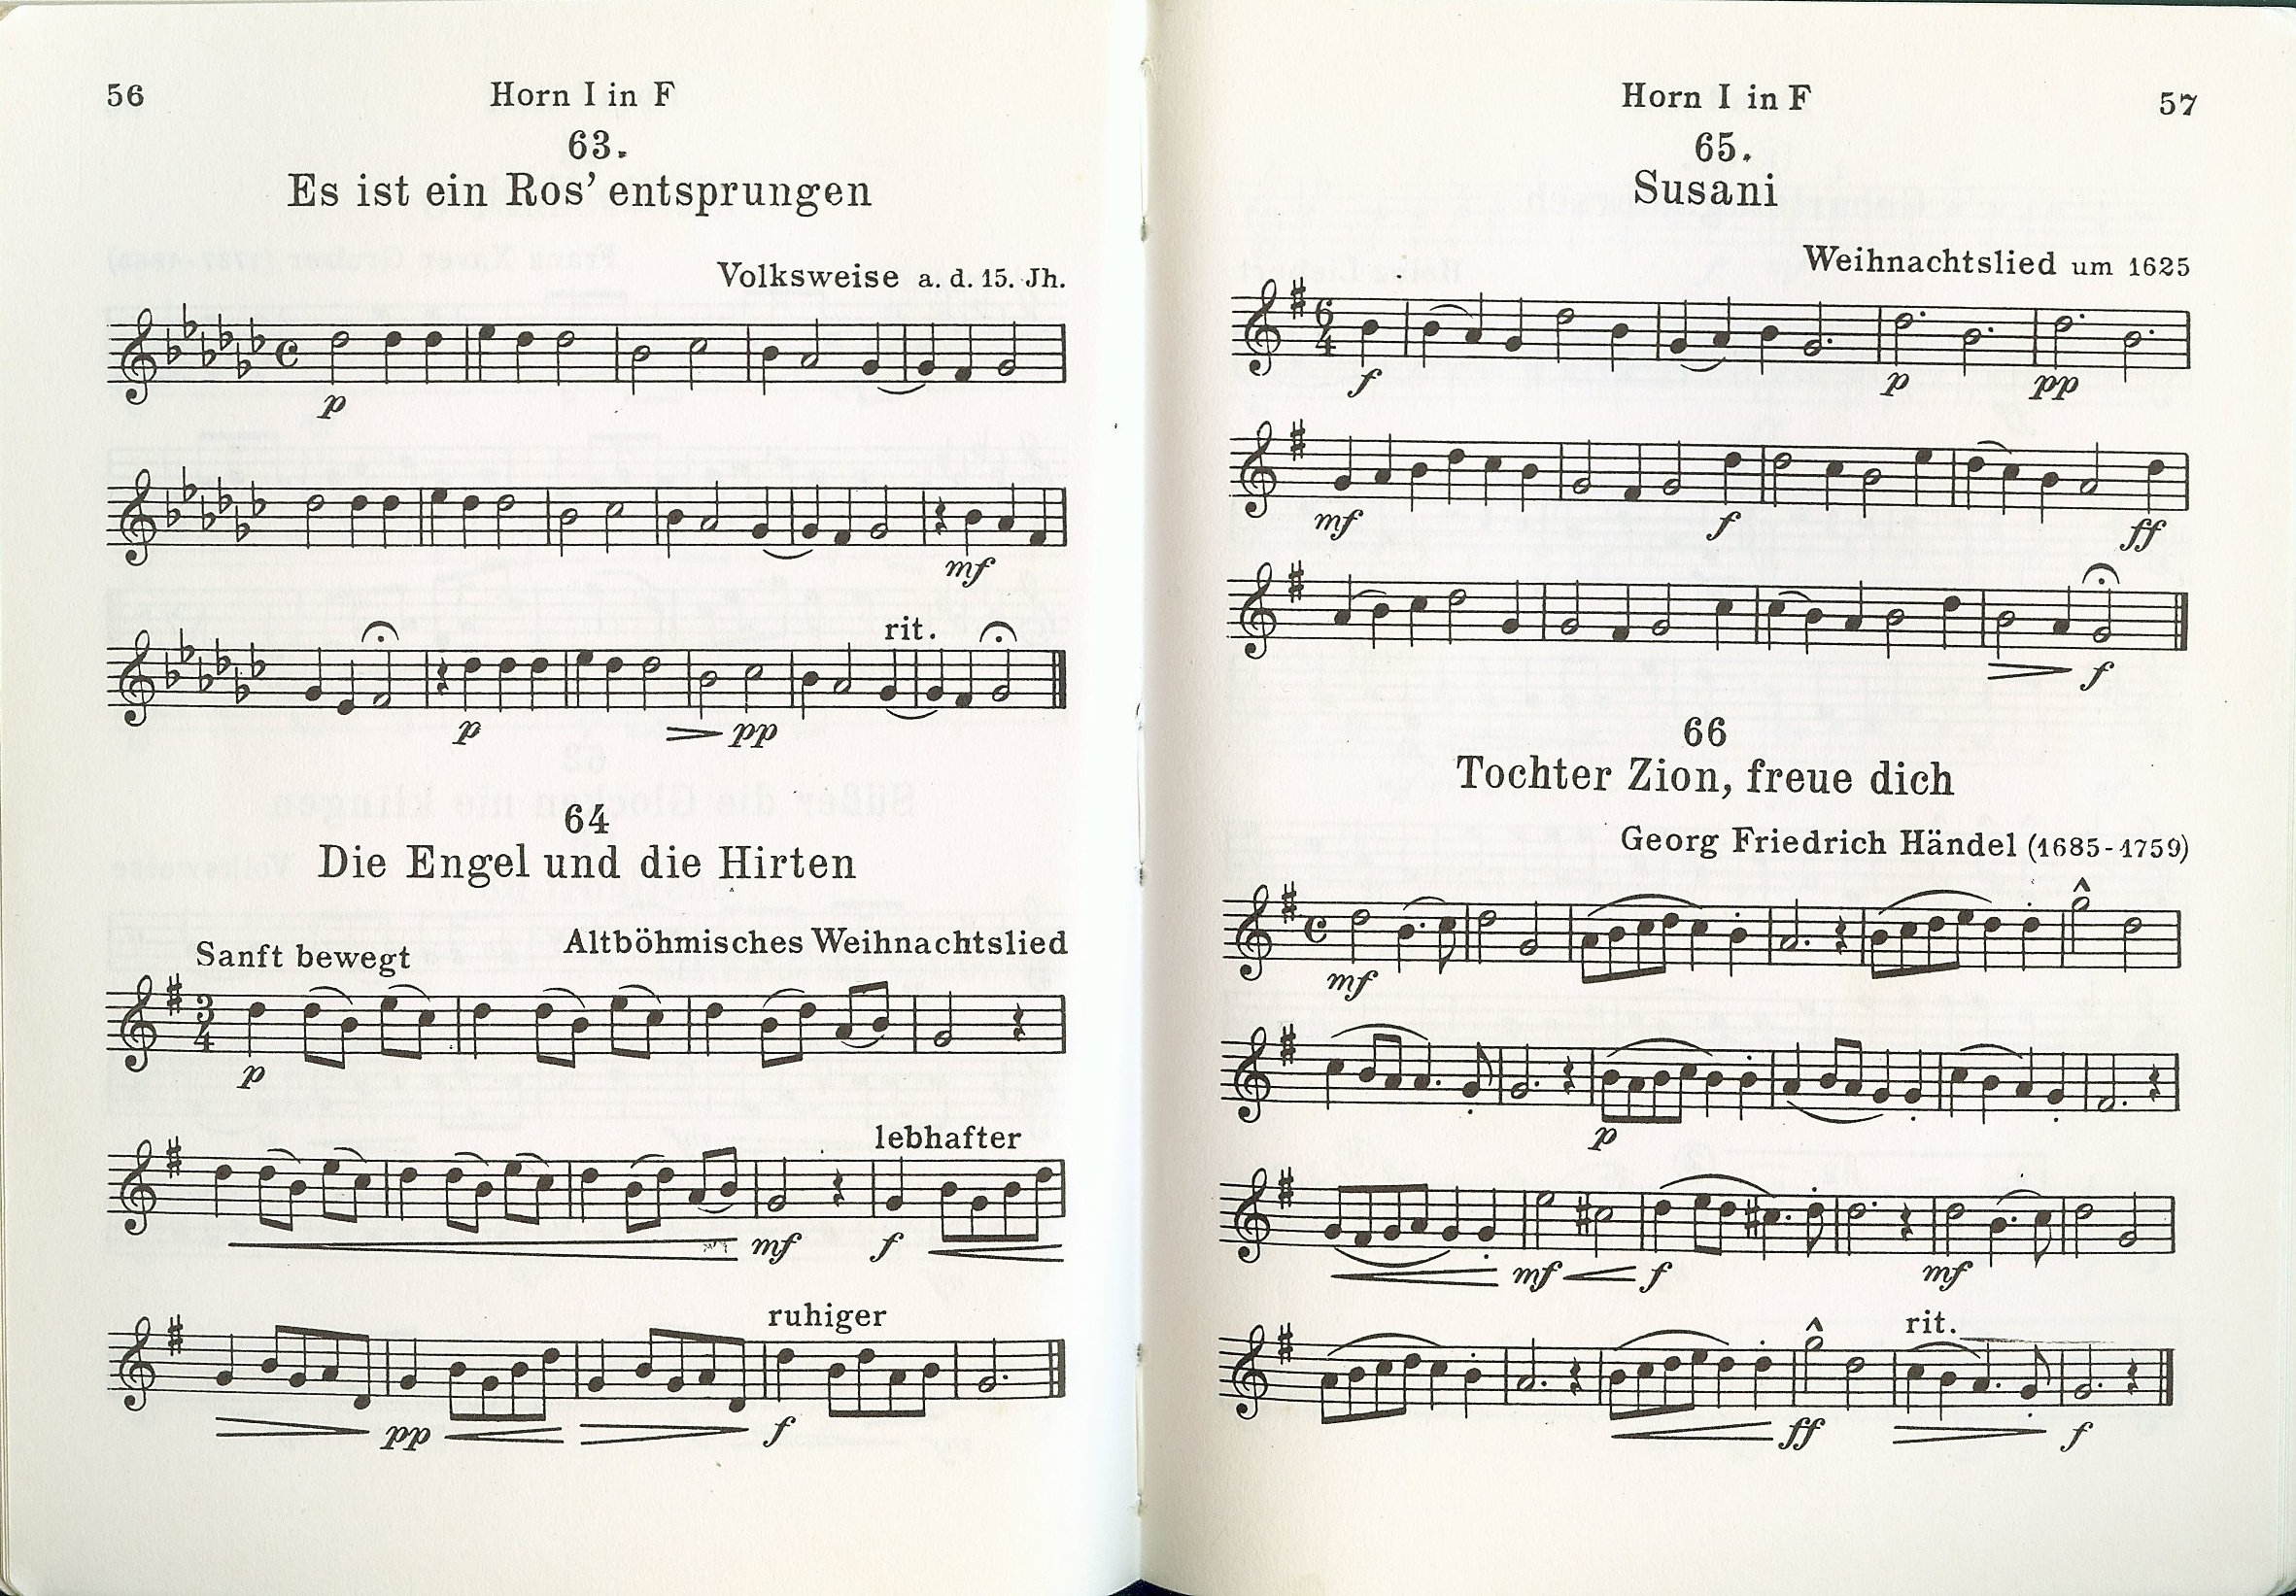 56
Horn I in F
63.
Es ist ein Ros' entsprungen
Volksweise a. d. 15. Jh.
p
mf
rit.
p
pp
64
Die Engel und die Hirten
Sanft bewegt
Altböhmisches Weihnachtslied
3
4
p
lebhafter
mf f
ruhiger
pp f
Horn I in F
57
65.
Susani
Weihnachtslied um 1625
6
4
f p pp
mf f ff
f
66
Tochter Zion, freue dich
Georg Friedrich Händel (1685-1759)
mf
p
mf f mf
rit.
ff f